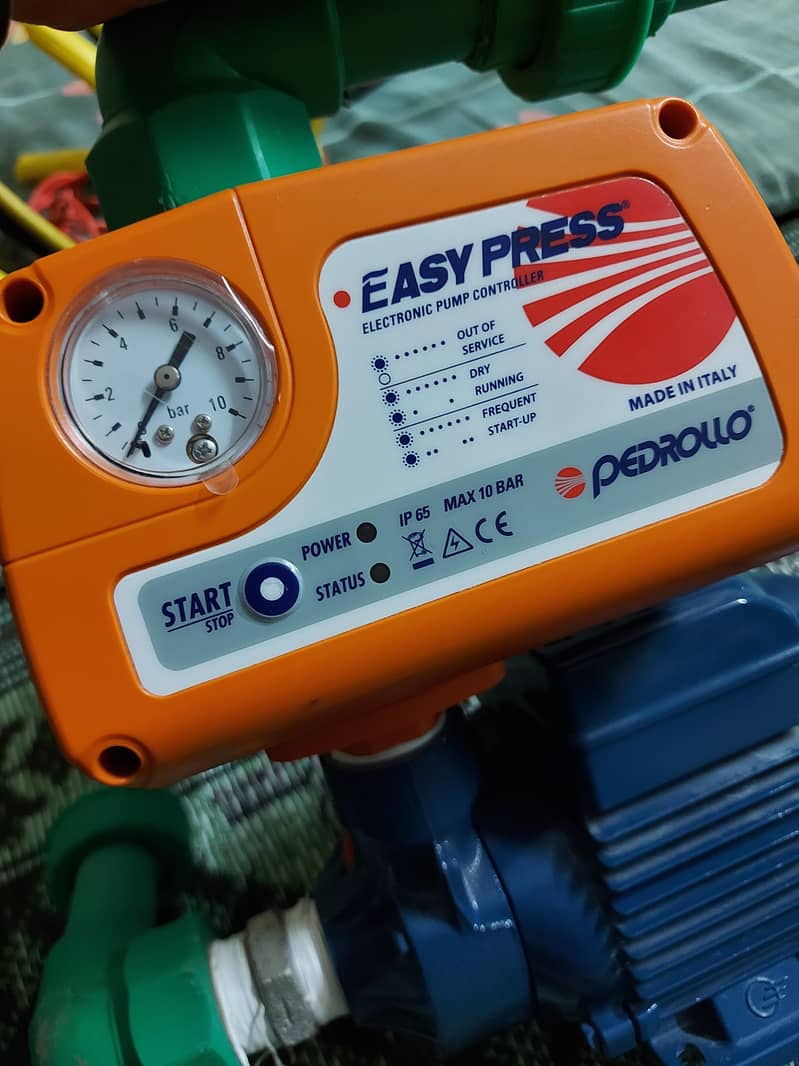 EASY PRESS®
ELECTRONIC PUMP CONTROLLER
OUT OF
SERVICE
DRY
RUNNING
FREQUENT
START-UP
MADE IN ITALY
PEDROLLO®
2
4
6
8
10
bar
POWER
IP 65 MAX 10 BAR
STATUS
CE
START
STOP